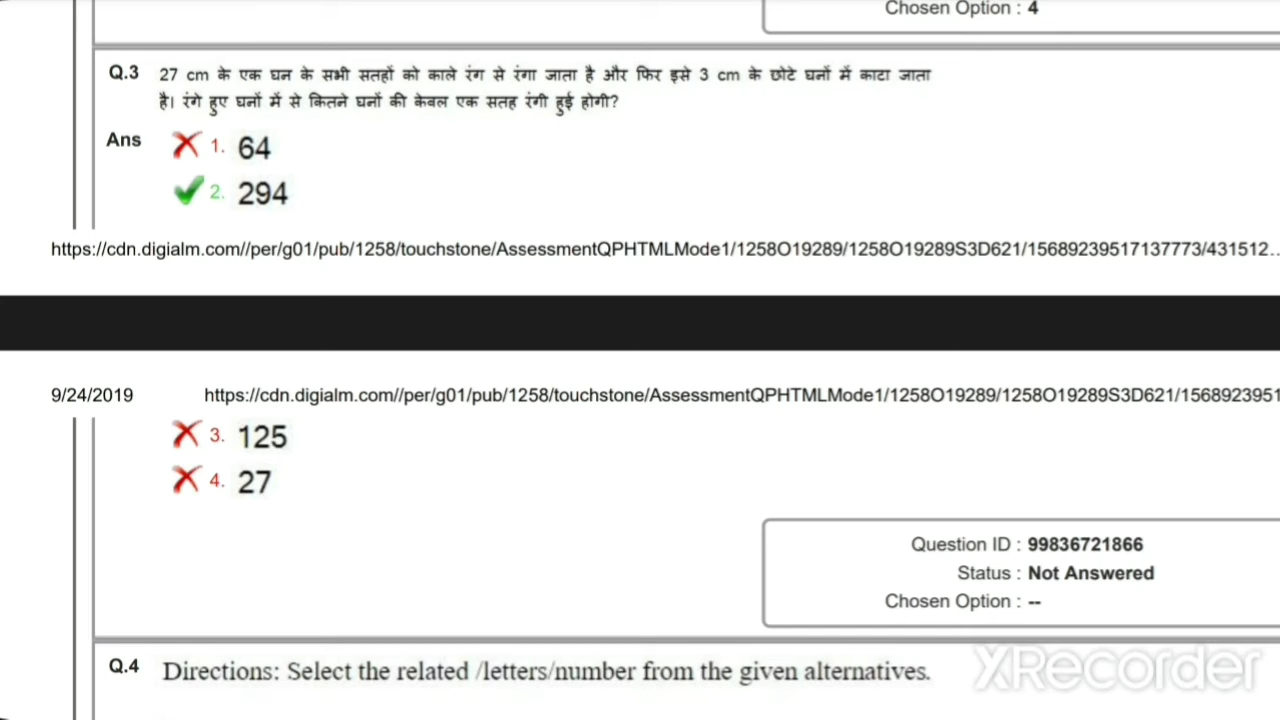 Chosen Option : 4
Q.3 27 cm के एक घन के सभी सतहों को काले रंग से रंगा जाता है और फिर इसे 3 cm के छोटे घनों में काटा जाता
है। रंगे हुए घनों में से कितने घनों की केवल एक सतह रंगी हुई होगी?
Ans 1. 64
2. 294
https://cdn.digialm.com//per/g01/pub/1258/touchstone/AssessmentQPHTMLMode1/1258O19289/1258O19289S3D621/15689239517137773/431512...
9/24/2019 https://cdn.digialm.com//per/g01/pub/1258/touchstone/AssessmentQPHTMLMode1/1258O19289/1258O19289S3D621/1568923951
3. 125
4. 27
Question ID : 99836721866
Status : Not Answered
Chosen Option : --
Q.4 Directions: Select the related /letters/number from the given alternatives.
XRecorder